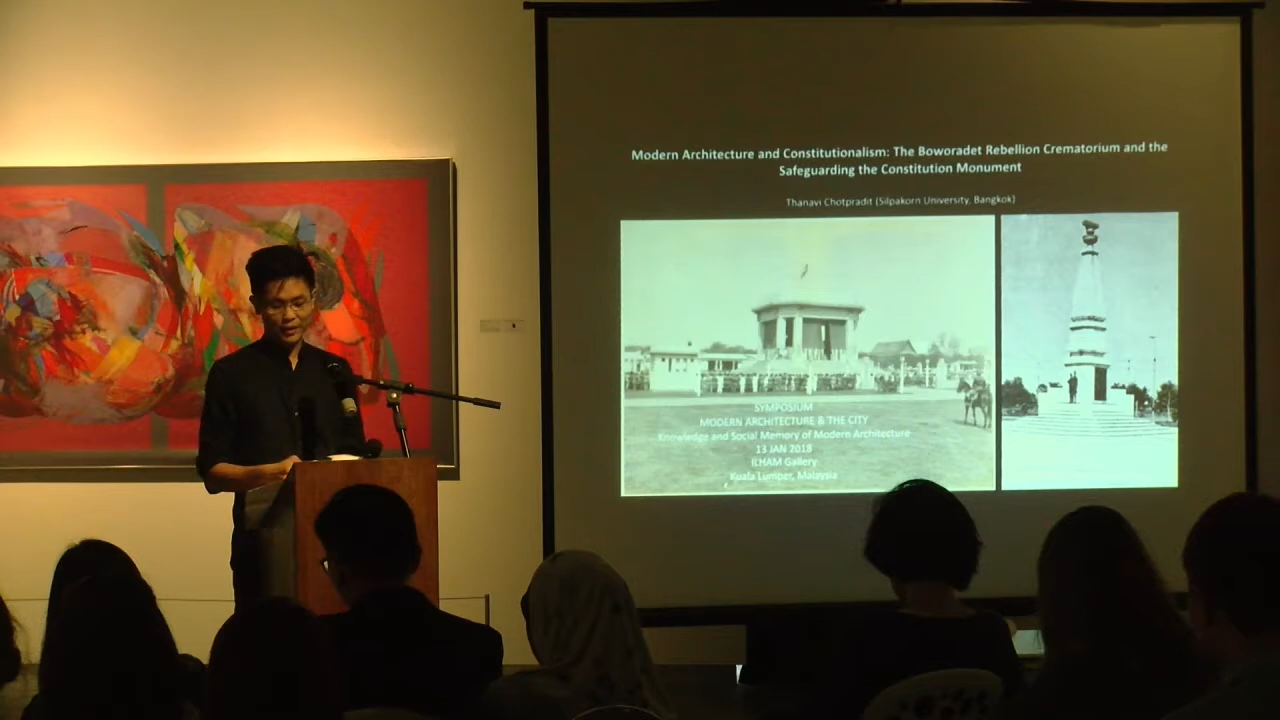 Modern Architecture and Constitutionalism: The Boworadet Rebellion Crematorium and the
Safeguarding the Constitution Monument
Thanavi Chotpradit (Silpakorn University, Bangkok)
SYMPOSIUM
MODERN ARCHITECTURE & THE CITY
Knowledge and Social Memory of Modern Architecture
13 JAN 2018
ILHAM Gallery
Kuala Lumper, Malaysia